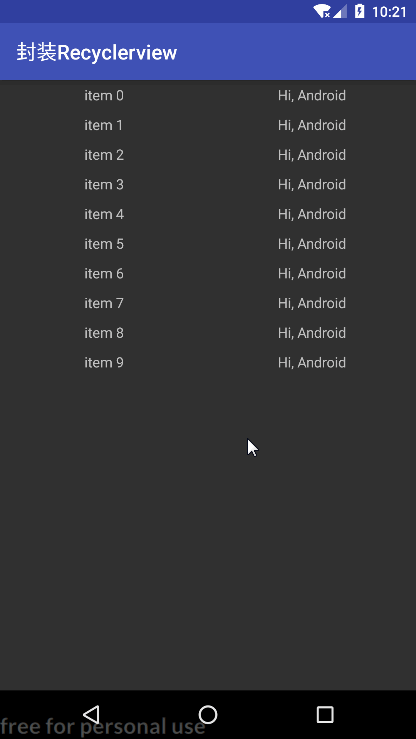 10:21
封装Recyclerview
item 0 Hi, Android
item 1 Hi, Android
item 2 Hi, Android
item 3 Hi, Android
item 4 Hi, Android
item 5 Hi, Android
item 6 Hi, Android
item 7 Hi, Android
item 8 Hi, Android
item 9 Hi, Android
free for personal use